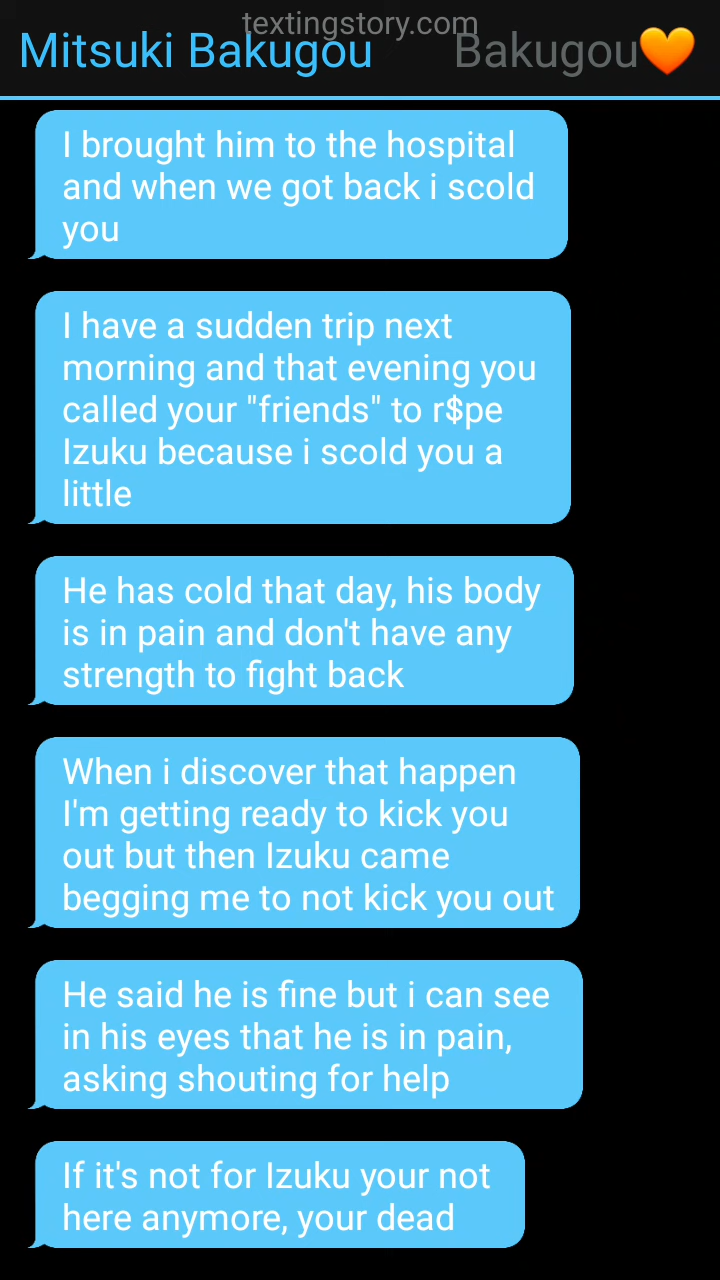 textingstory.com
Mitsuki Bakugou Bakugou🧡
I brought him to the hospital
and when we got back i scold
you
I have a sudden trip next
morning and that evening you
called your "friends" to r$pe
Izuku because i scold you a
little
He has cold that day, his body
is in pain and don't have any
strength to fight back
When i discover that happen
I'm getting ready to kick you
out but then Izuku came
begging me to not kick you out
He said he is fine but i can see
in his eyes that he is in pain,
asking shouting for help
If it's not for Izuku your not
here anymore, your dead